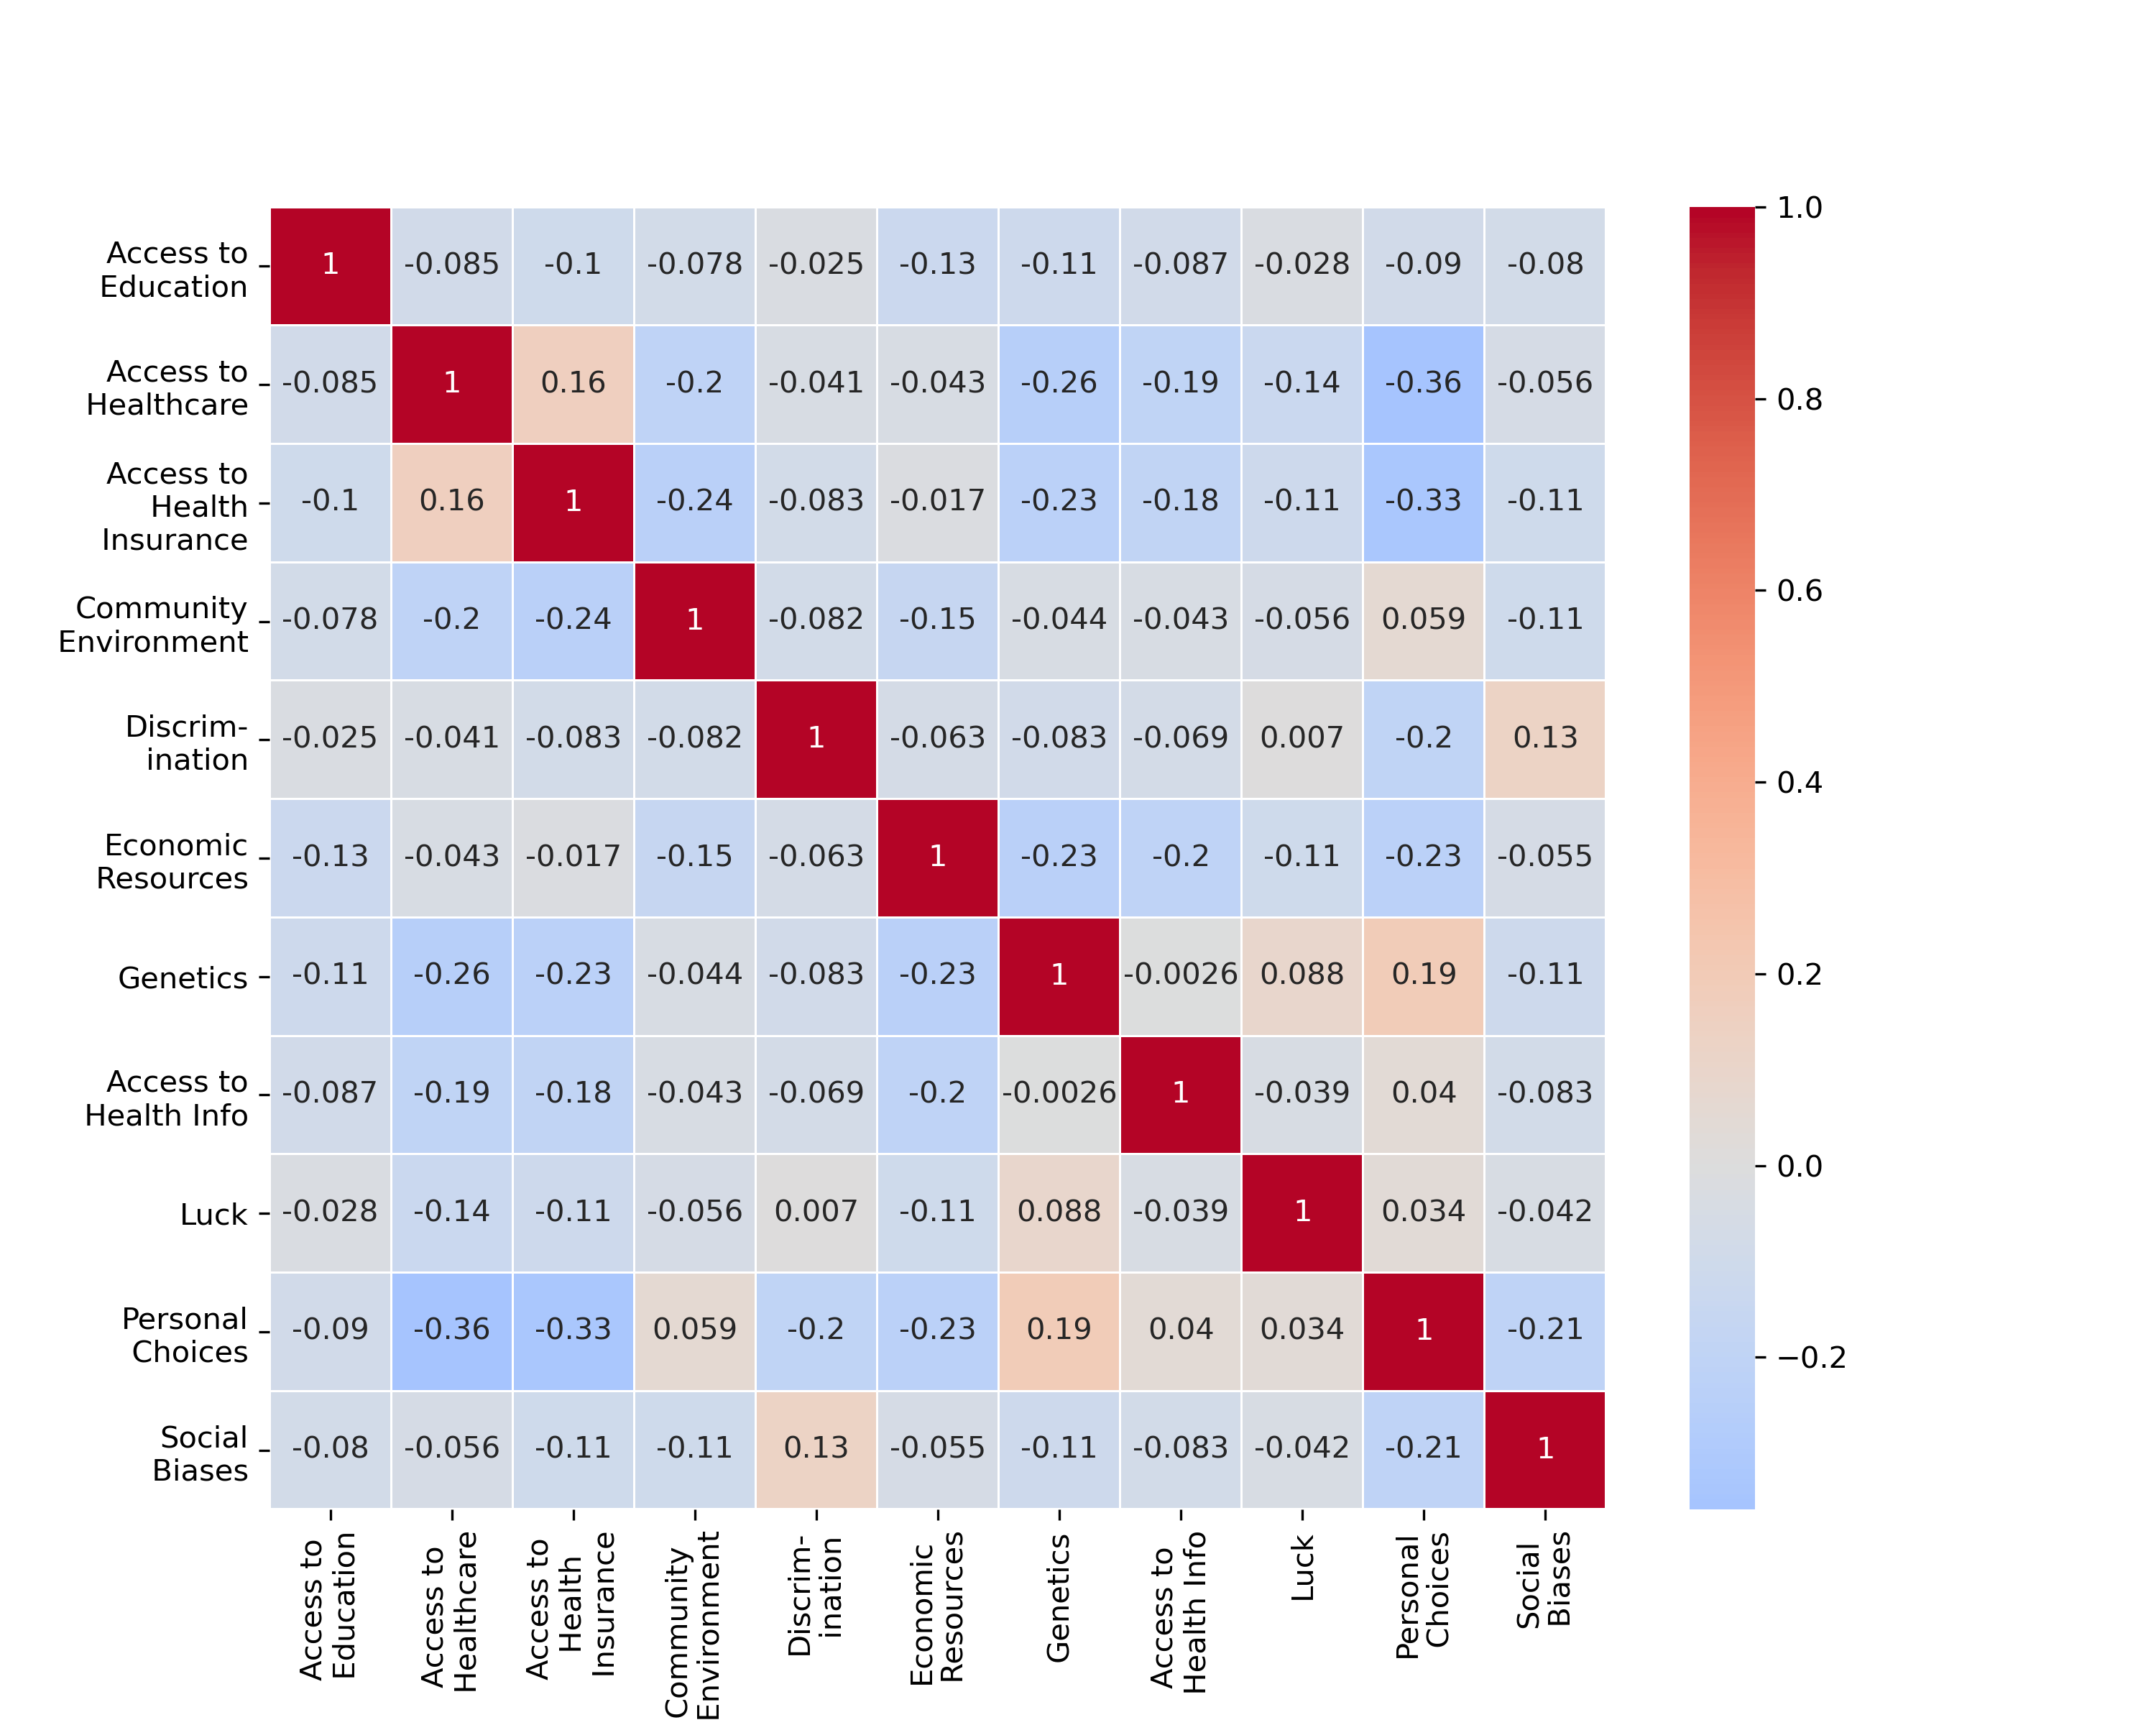 Access to
Education
1 -0.085 -0.1 -0.078 -0.025 -0.13 -0.11 -0.087 -0.028 -0.09 -0.08
Access to
Healthcare
-0.085 1 0.16 -0.2 -0.041 -0.043 -0.26 -0.19 -0.14 -0.36 -0.056
Access to
Health
Insurance
-0.1 0.16 1 -0.24 -0.083 -0.017 -0.23 -0.18 -0.11 -0.33 -0.11
Community
Environment
-0.078 -0.2 -0.24 1 -0.082 -0.15 -0.044 -0.043 -0.056 0.059 -0.11
Discrim-
ination
-0.025 -0.041 -0.083 -0.082 1 -0.063 -0.083 -0.069 0.007 -0.2 0.13
Economic
Resources
-0.13 -0.043 -0.017 -0.15 -0.063 1 -0.23 -0.2 -0.11 -0.23 -0.055
Genetics
-0.11 -0.26 -0.23 -0.044 -0.083 -0.23 1 -0.0026 0.088 0.19 -0.11
Access to
Health Info
-0.087 -0.19 -0.18 -0.043 -0.069 -0.2 -0.0026 1 -0.039 0.04 -0.083
Luck
-0.028 -0.14 -0.11 -0.056 0.007 -0.11 0.088 -0.039 1 0.034 -0.042
Personal
Choices
-0.09 -0.36 -0.33 0.059 -0.2 -0.23 0.19 0.04 0.034 1 -0.21
Social
Biases
-0.08 -0.056 -0.11 -0.11 0.13 -0.055 -0.11 -0.083 -0.042 -0.21 1
Access to
Education
Access to
Healthcare
Access to
Health
Insurance
Community
Environment
Discrim-
ination
Economic
Resources
Genetics
Access to
Health Info
Luck
Personal
Choices
Social
Biases
1.0
0.8
0.6
0.4
0.2
0.0
−0.2